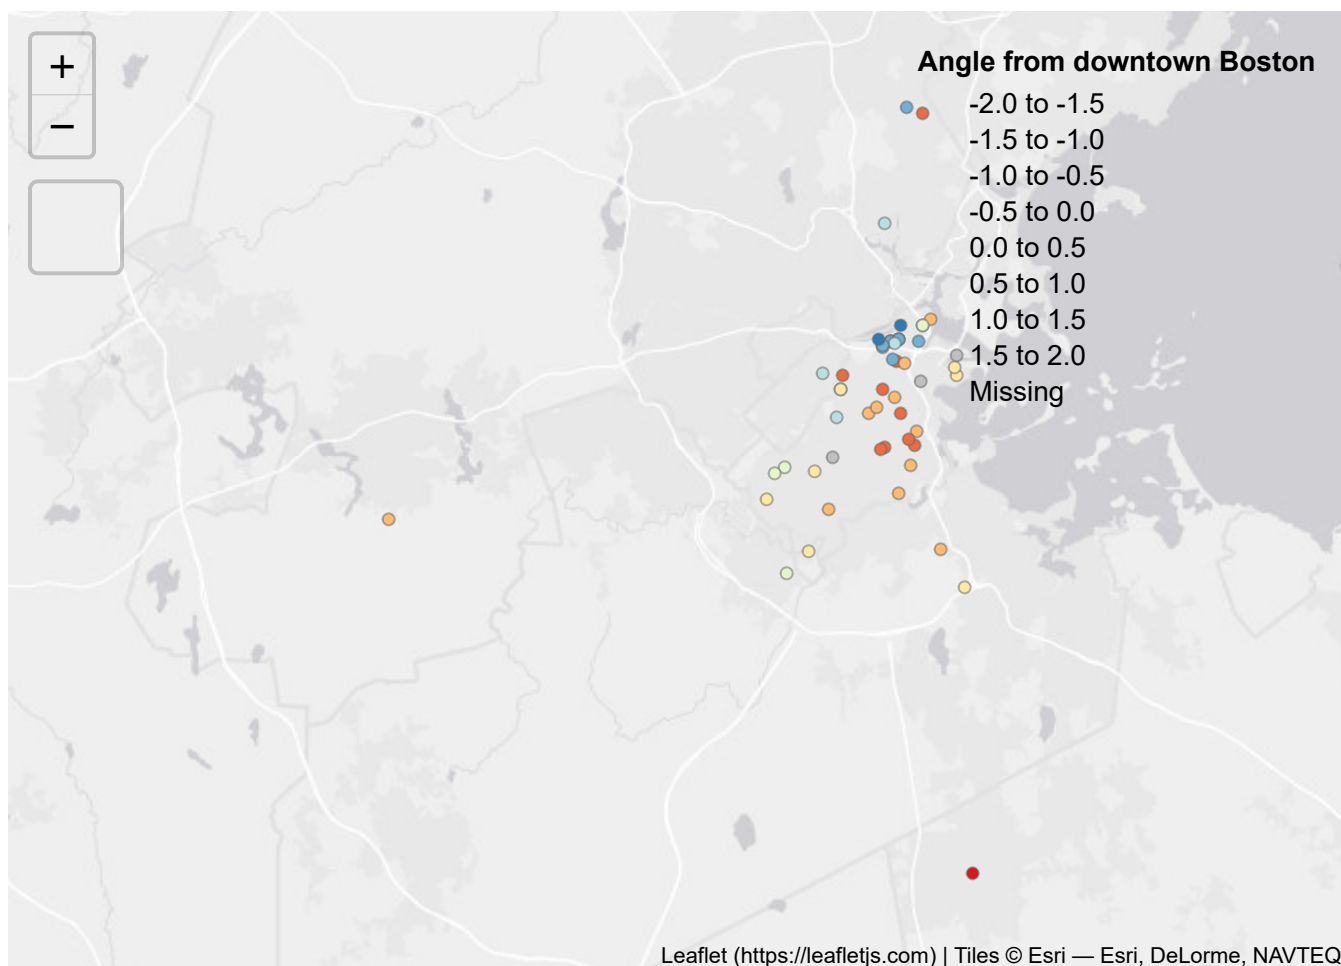 +
−
Angle from downtown Boston
-2.0 to -1.5
-1.5 to -1.0
-1.0 to -0.5
-0.5 to 0.0
0.0 to 0.5
0.5 to 1.0
1.0 to 1.5
1.5 to 2.0
Missing
Leaflet (https://leafletjs.com) | Tiles © Esri — Esri, DeLorme, NAVTEQ